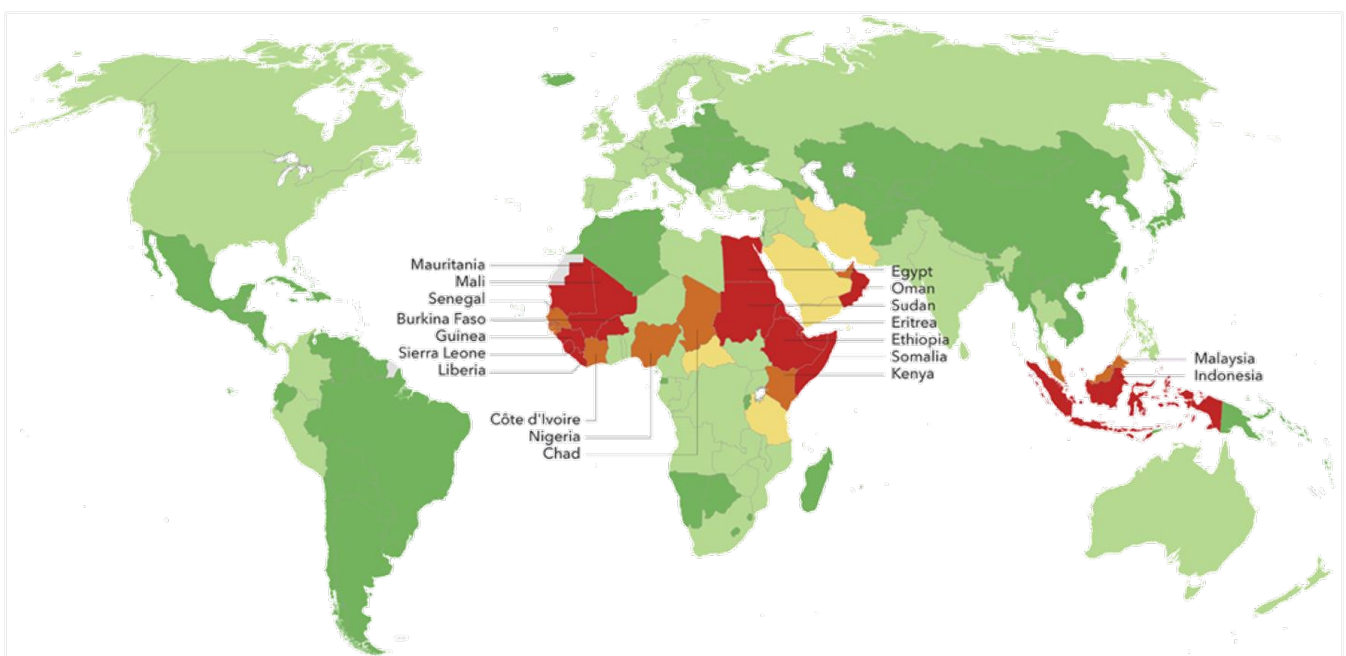 Mauritania
Mali
Senegal
Burkina Faso
Guinea
Sierra Leone
Liberia
Côte d'Ivoire
Nigeria
Chad
Egypt
Oman
Sudan
Eritrea
Ethiopia
Somalia
Kenya
Malaysia
Indonesia